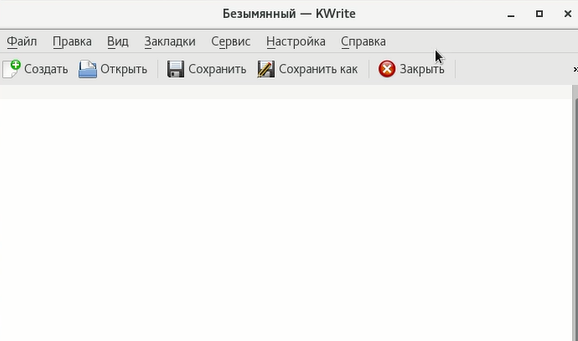 Безымянный — KWrite
Файл Правка Вид Закладки Сервис Настройка Справка
Создать Открыть Сохранить Сохранить как Закрыть